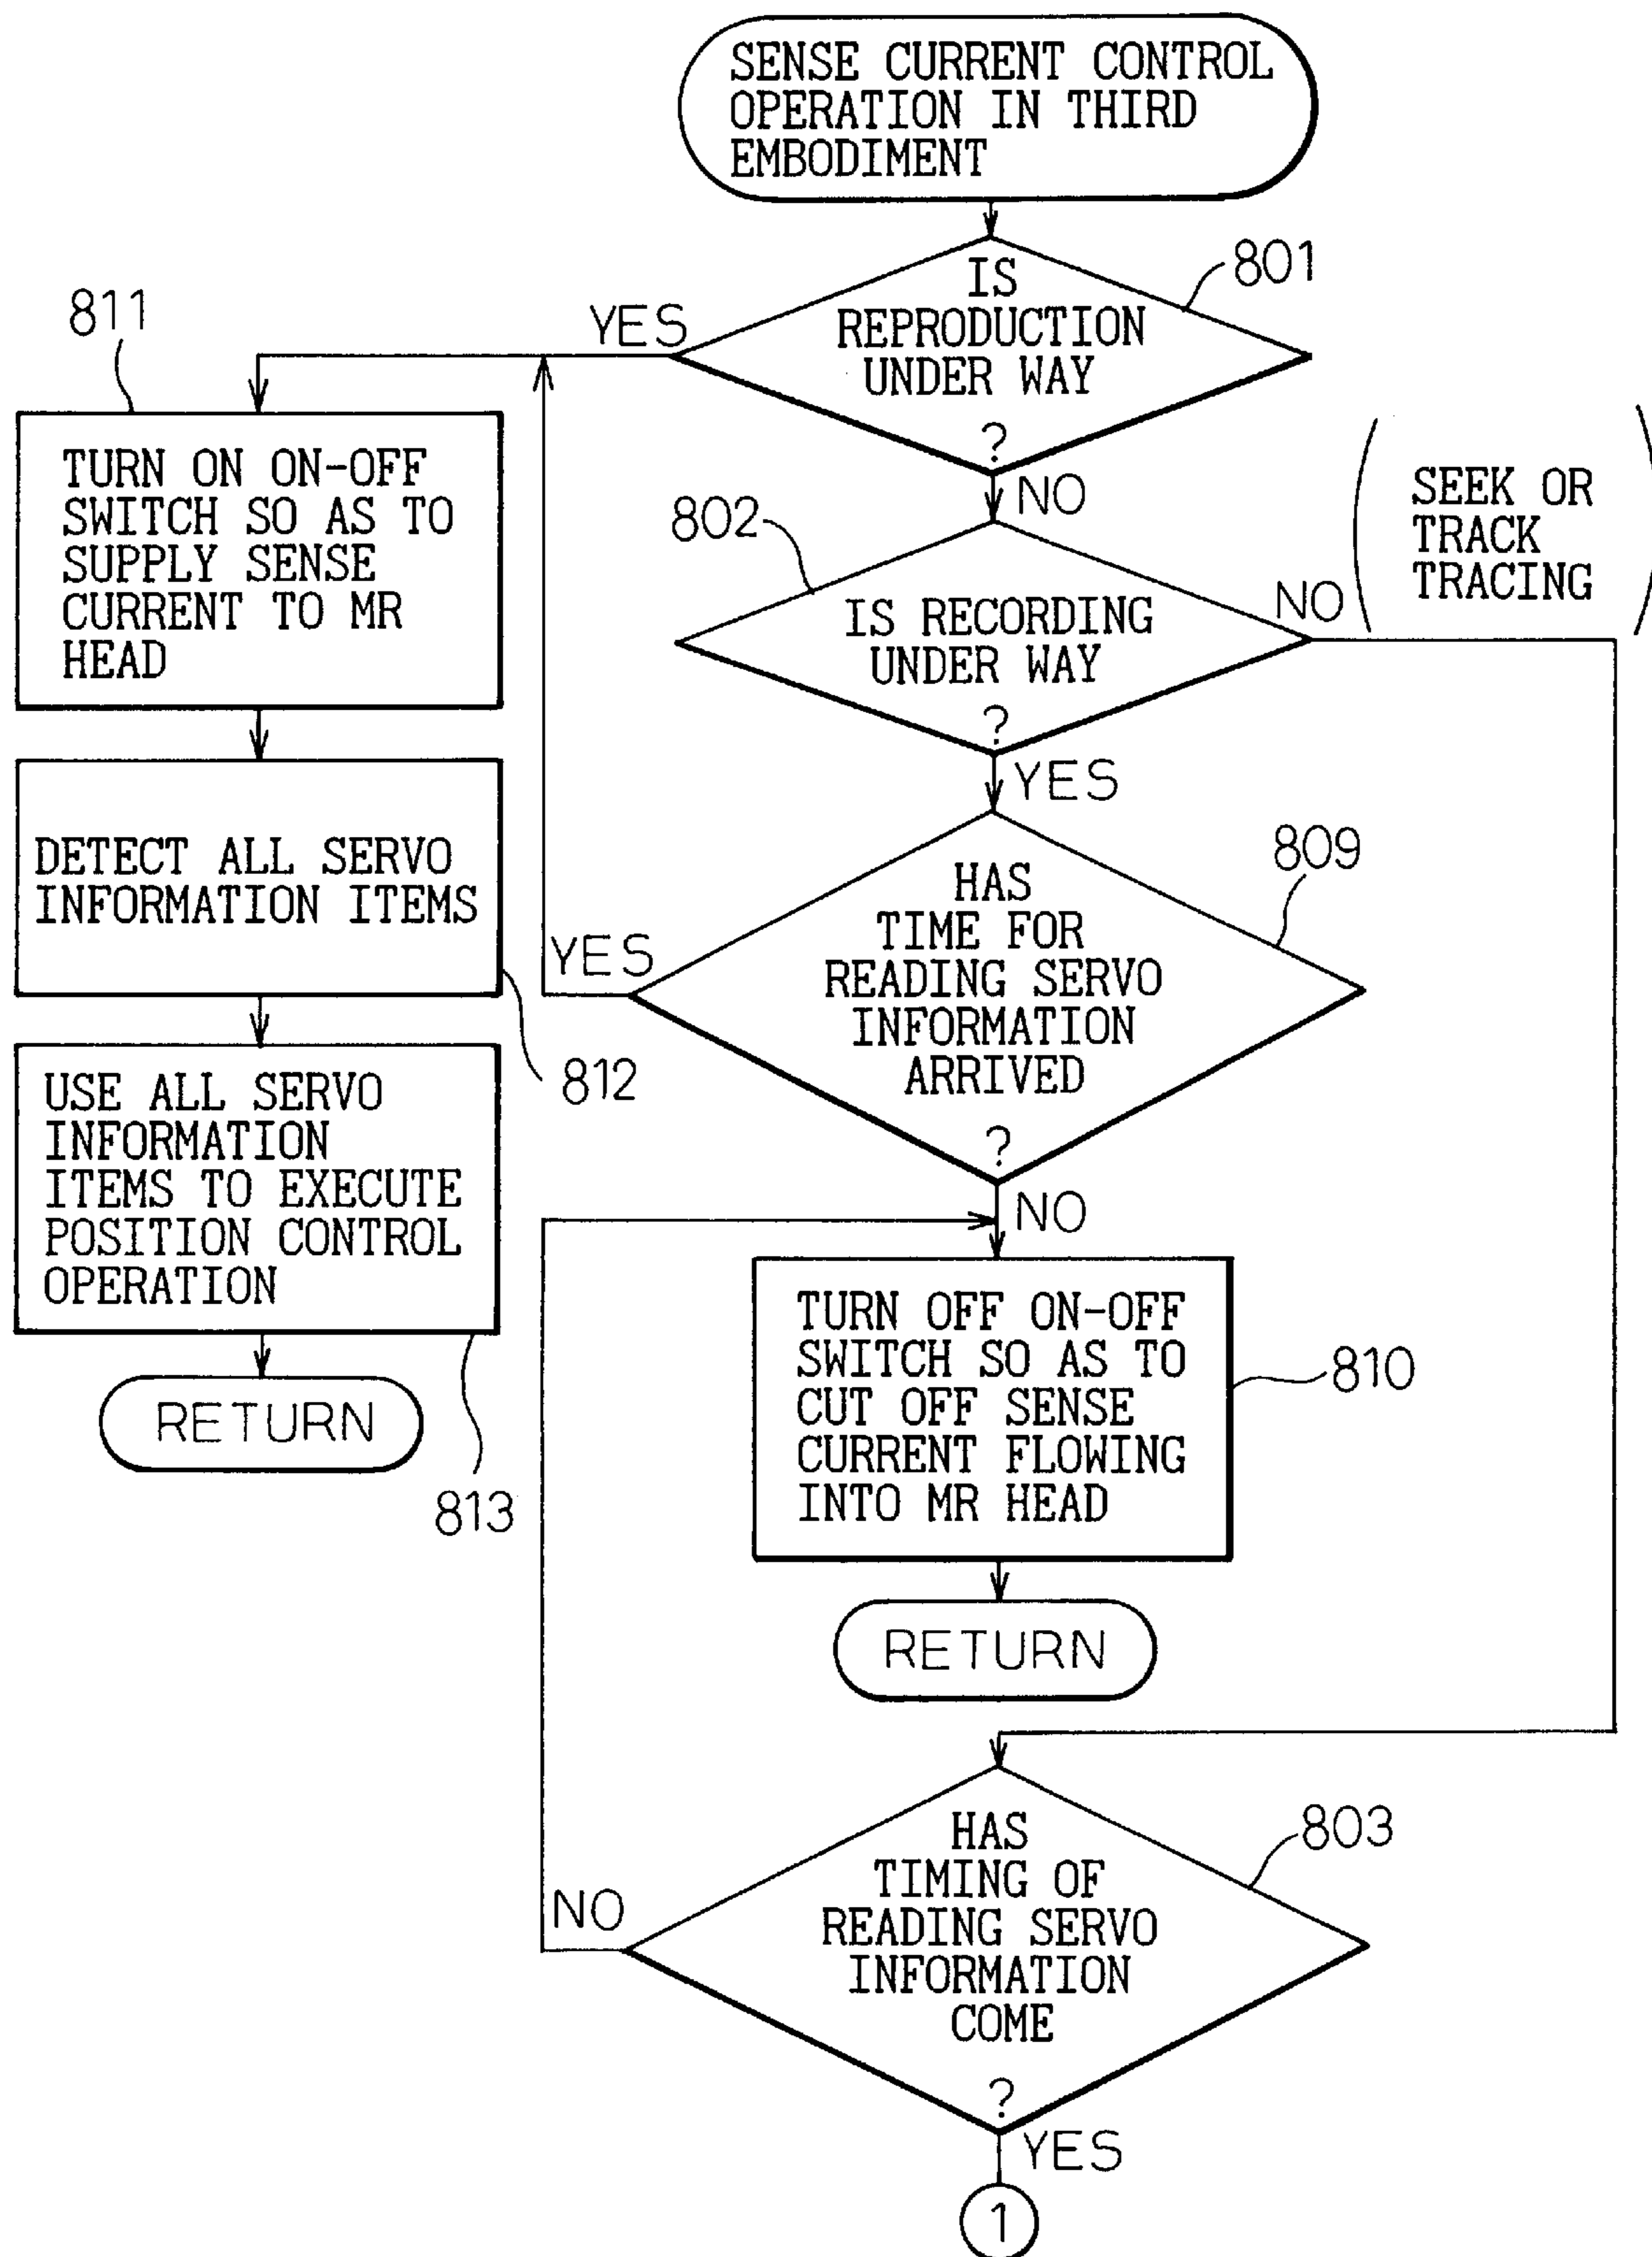 SENSE CURRENT CONTROL
OPERATION IN THIRD
EMBODIMENT
801
IS
REPRODUCTION
UNDER WAY
?
YES
NO
811
TURN ON ON-OFF
SWITCH SO AS TO
SUPPLY SENSE
CURRENT TO MR
HEAD
802
IS RECORDING
UNDER WAY
?
NO
SEEK OR
TRACK
TRACING
YES
DETECT ALL SERVO
INFORMATION ITEMS
812
809
HAS
TIME FOR
READING SERVO
INFORMATION
ARRIVED
?
YES
NO
USE ALL SERVO
INFORMATION
ITEMS TO EXECUTE
POSITION CONTROL
OPERATION
813
RETURN
TURN OFF ON-OFF
SWITCH SO AS TO
CUT OFF SENSE
CURRENT FLOWING
INTO MR HEAD
810
RETURN
803
HAS
TIMING OF
READING SERVO
INFORMATION
COME
?
NO
YES
1